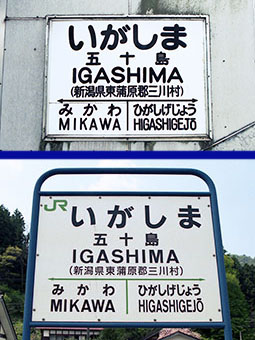 いがしま
五十島
IGASHIMA
(新潟県東蒲原郡三川村)
みかわ ひがしげじょう
MIKAWA HIGASHIGEJŌ
JR いがしま
五十島
IGASHIMA
(新潟県東蒲原郡三川村)
みかわ ひがしげじょう
MIKAWA HIGASHIGEJŌ